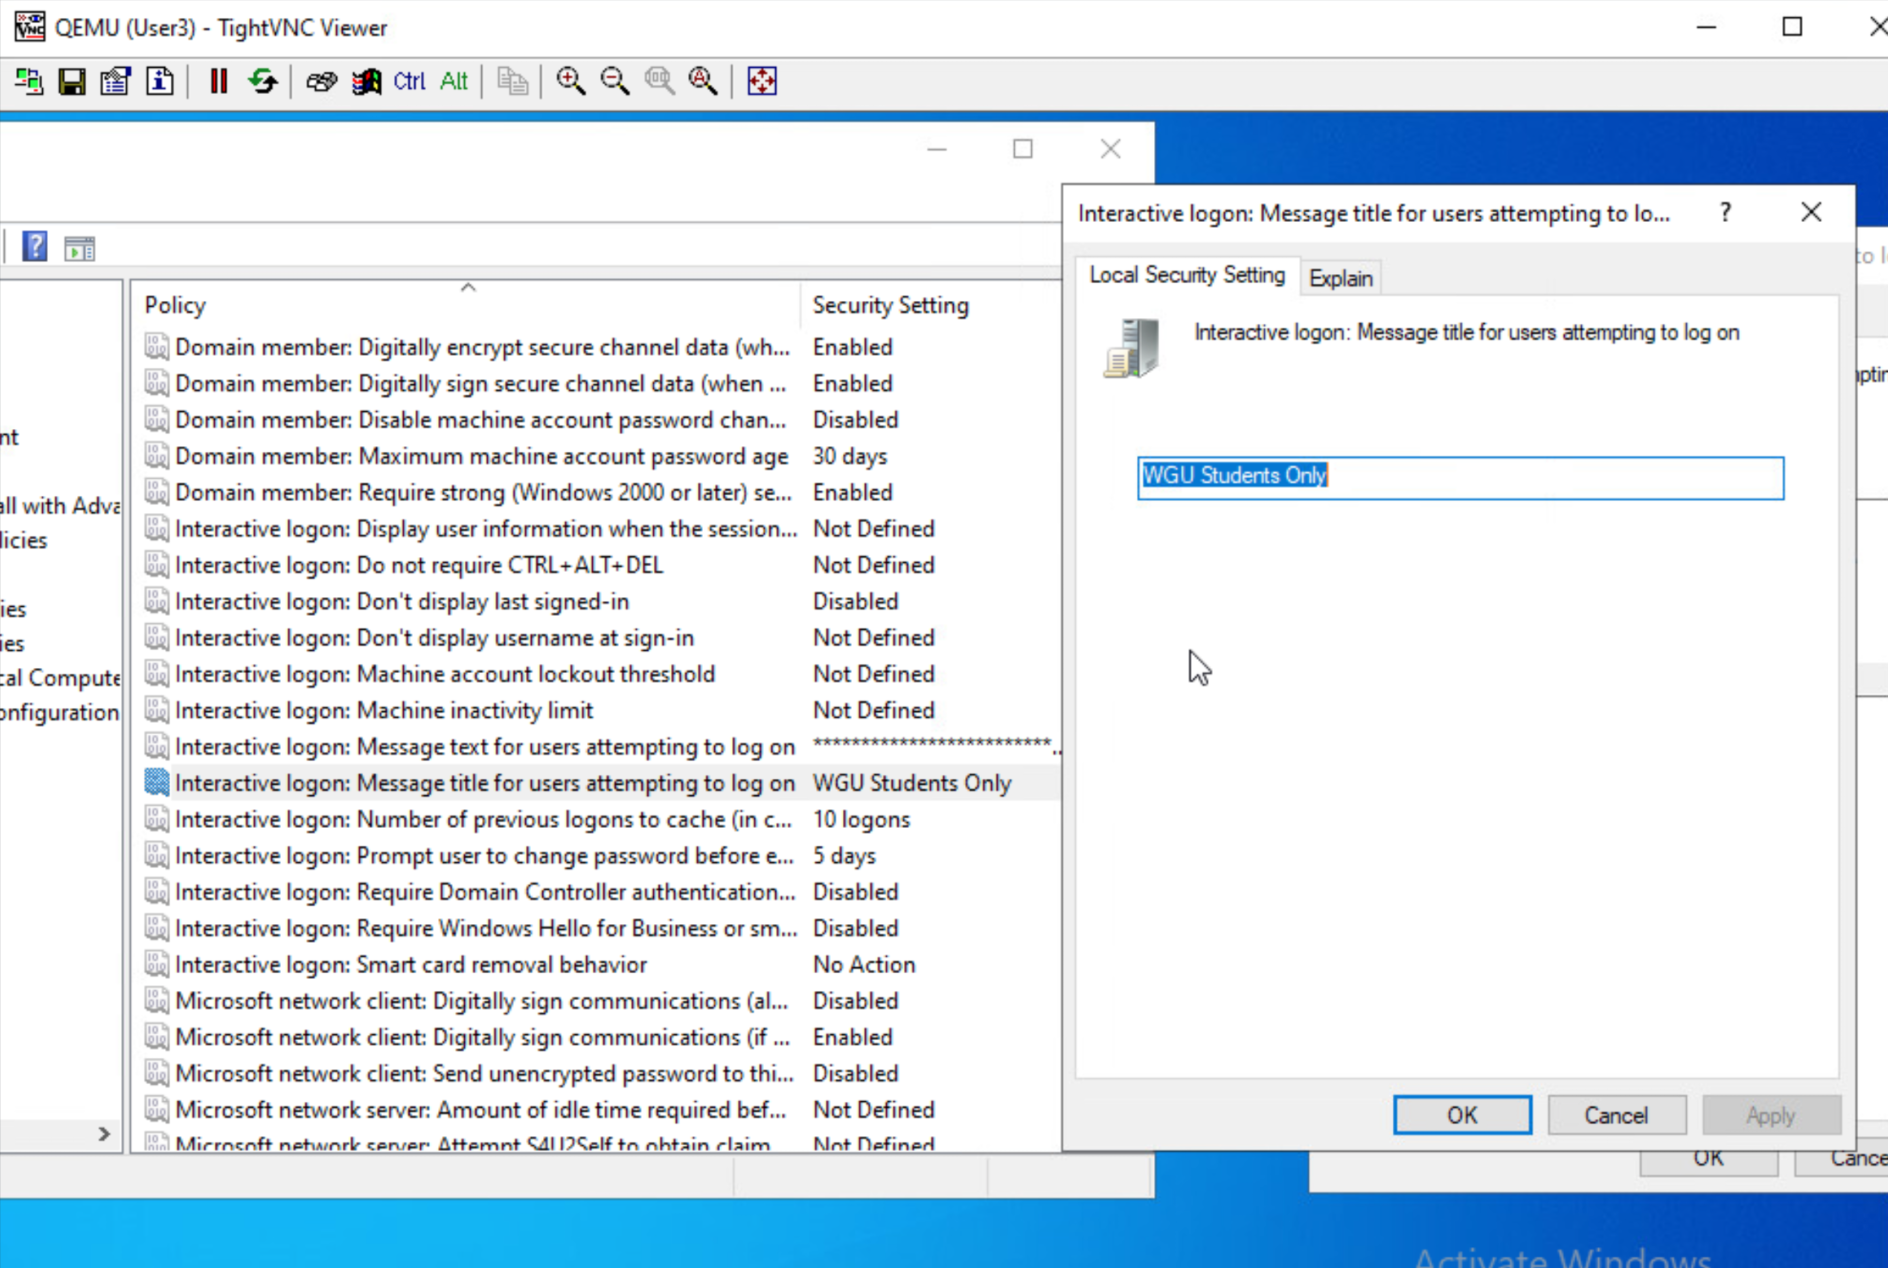 QEMU (User3) - TightVNC Viewer
Ctrl Alt
Interactive logon: Message title for users attempting to lo... ?
Local Security Setting
Explain
Interactive logon: Message title for users attempting to log on
WGU Students Only
OK
Cancel
Apply
Policy
Security Setting
Domain member: Digitally encrypt secure channel data (wh... Enabled
Domain member: Digitally sign secure channel data (when ... Enabled
Domain member: Disable machine account password chan... Disabled
Domain member: Maximum machine account password age 30 days
Domain member: Require strong (Windows 2000 or later) se... Enabled
Interactive logon: Display user information when the session... Not Defined
Interactive logon: Do not require CTRL+ALT+DEL Not Defined
Interactive logon: Don't display last signed-in Disabled
Interactive logon: Don't display username at sign-in Not Defined
Interactive logon: Machine account lockout threshold Not Defined
Interactive logon: Machine inactivity limit Not Defined
Interactive logon: Message text for users attempting to log on *************************...
Interactive logon: Message title for users attempting to log on WGU Students Only
Interactive logon: Number of previous logons to cache (in c... 10 logons
Interactive logon: Prompt user to change password before e... 5 days
Interactive logon: Require Domain Controller authentication... Disabled
Interactive logon: Require Windows Hello for Business or sm... Disabled
Interactive logon: Smart card removal behavior No Action
Microsoft network client: Digitally sign communications (al... Disabled
Microsoft network client: Digitally sign communications (if ... Enabled
Microsoft network client: Send unencrypted password to thi... Disabled
Microsoft network server: Amount of idle time required bef... Not Defined
Microsoft network server: Attempt S4U2Self to obtain claim Not Defined
nt
all with Adva
licies
ies
ies
cal Compute
onfiguration
to l
OK
Cance
Activate Windows